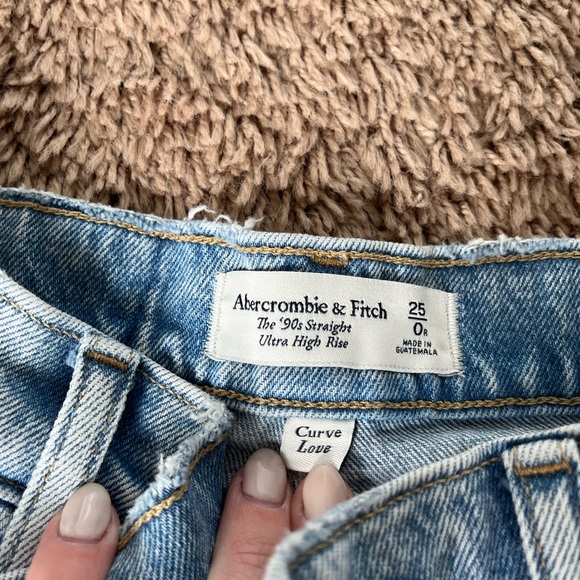 Abercrombie & Fitch
The '90s Straight
Ultra High Rise
25
0R
MADE IN
GUATEMALA
Curve
Love